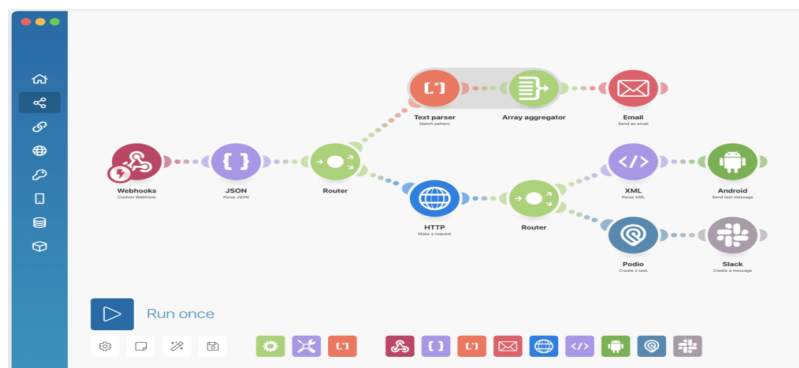 Text parser
Match pattern
Array aggregator
Email
Send an email
Webhooks
Custom Webhook
JSON
Parse JSON
Router
XML
Parse XML
Android
Send text message
HTTP
Make a request
Router
Podio
Create a task
Slack
Create a message
Run once